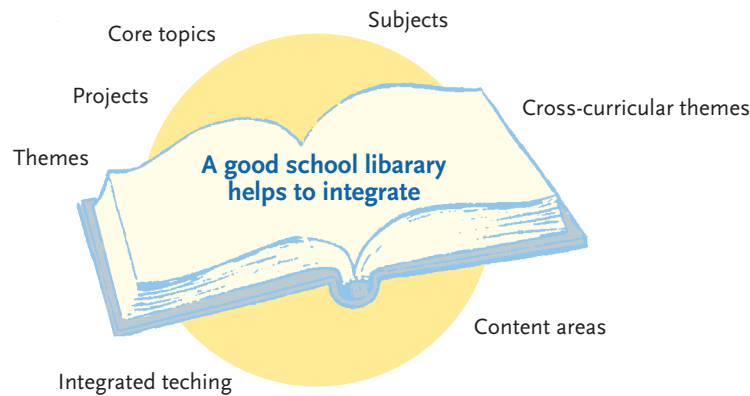 Subjects
Core topics
Projects
Cross-curricular themes
Themes
A good school libarary
helps to integrate
Content areas
Integrated teching